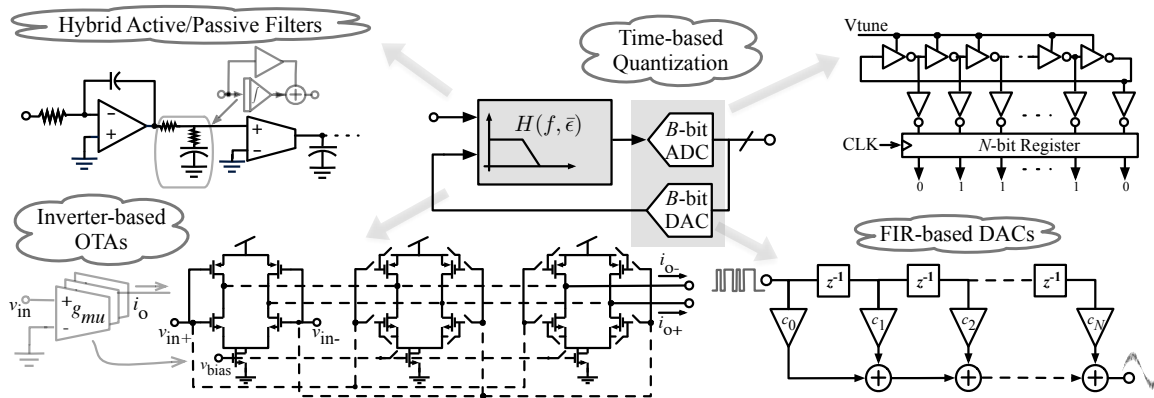 Hybrid Active/Passive Filters
−
+
∫
+
+
−
Time-based
Quantization
H(f, ε̄)
B-bit
ADC
B-bit
DAC
Vtune
CLK
N-bit Register
0 1 1 1 0
Inverter-based
OTAs
v_in
+
-
g_mu
i_o
v_in+
v_in-
v_bias
i_o-
i_o+
FIR-based DACs
z⁻¹ z⁻¹ z⁻¹
c_0 c_1 c_2 c_N
+ + +